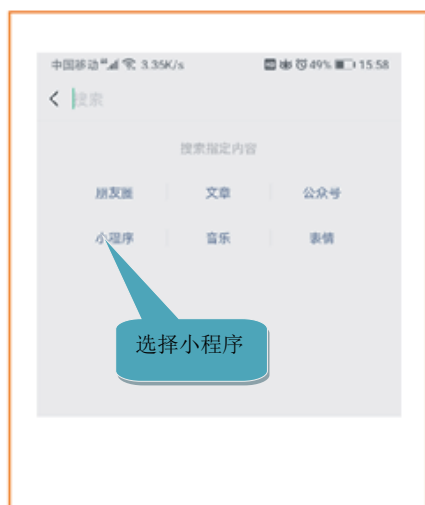 中国移动 3.35K/s 49% 15:58
搜索
搜索指定内容
朋友圈 文章 公众号
小程序 音乐 表情
选择小程序